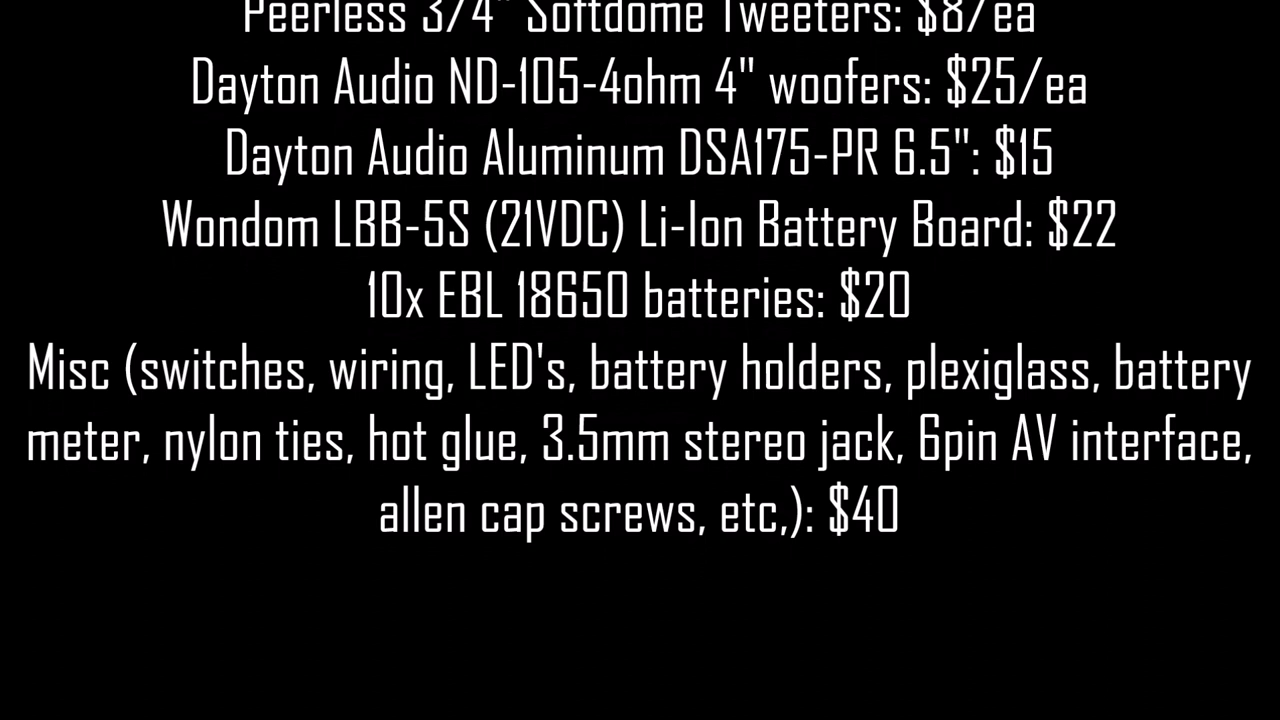 Peerless 3/4" Softdome Tweeters: $8/ea
Dayton Audio ND-105-4ohm 4" woofers: $25/ea
Dayton Audio Aluminum DSA175-PR 6.5": $15
Wondom LBB-5S (21VDC) Li-Ion Battery Board: $22
10x EBL 18650 batteries: $20
Misc (switches, wiring, LED's, battery holders, plexiglass, battery
meter, nylon ties, hot glue, 3.5mm stereo jack, 6pin AV interface,
allen cap screws, etc,): $40